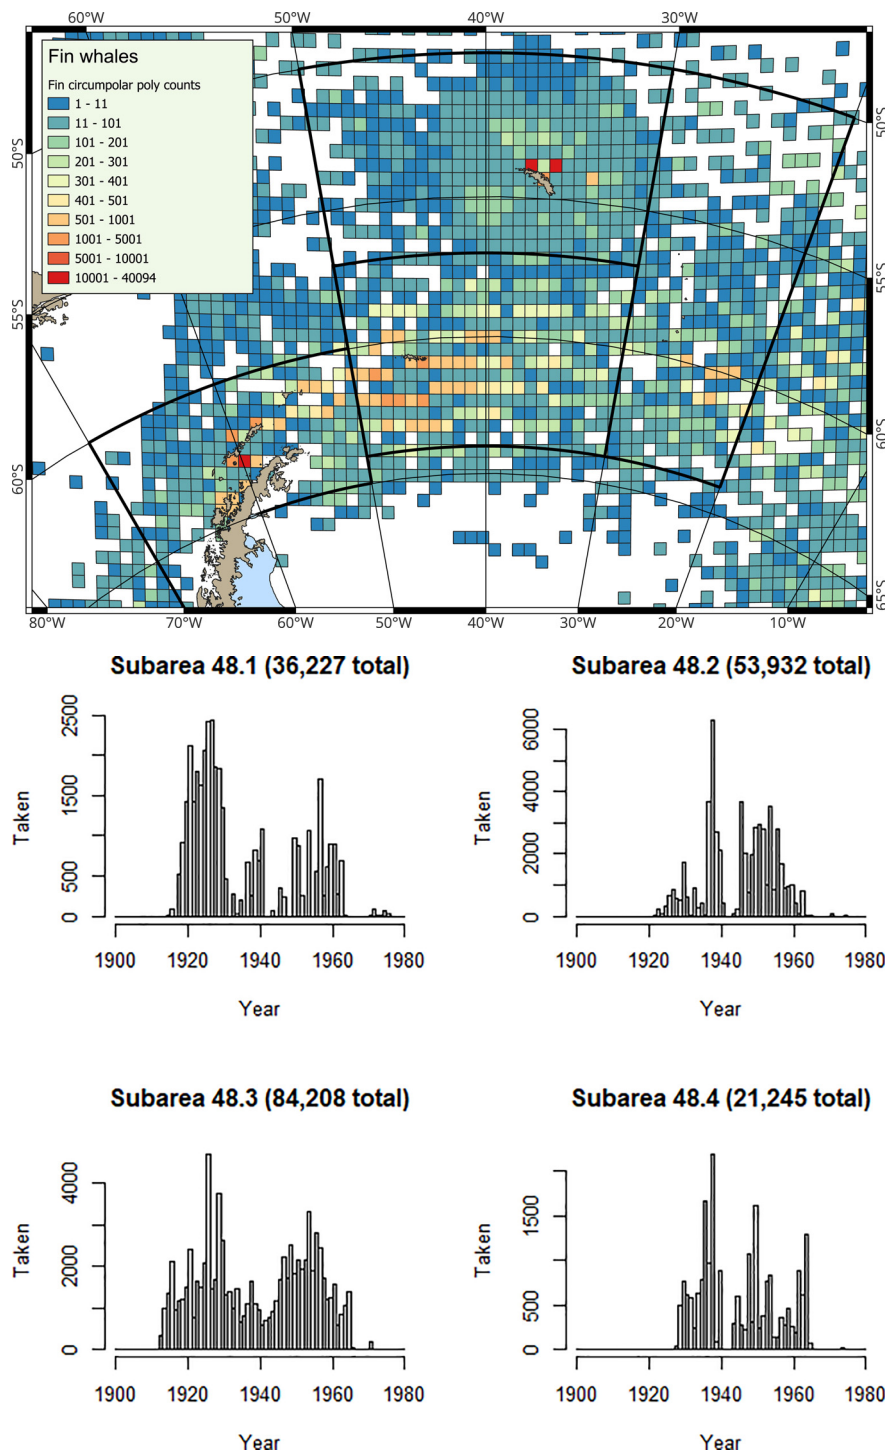 60°W 50°W 40°W 30°W
Fin whales
Fin circumpolar poly counts
1 - 11
11 - 101
101 - 201
201 - 301
301 - 401
401 - 501
501 - 1001
1001 - 5001
5001 - 10001
10001 - 40094
50°S
55°S
60°S
50°S
55°S
60°S
65°S
80°W 70°W 60°W 50°W 40°W 30°W 20°W 10°W
Subarea 48.1 (36,227 total)
Taken
2500
1500
500
0
1900 1920 1940 1960 1980
Year
Subarea 48.2 (53,932 total)
Taken
6000
4000
2000
0
1900 1920 1940 1960 1980
Year
Subarea 48.3 (84,208 total)
Taken
4000
2000
0
1900 1920 1940 1960 1980
Year
Subarea 48.4 (21,245 total)
Taken
1500
500
0
1900 1920 1940 1960 1980
Year